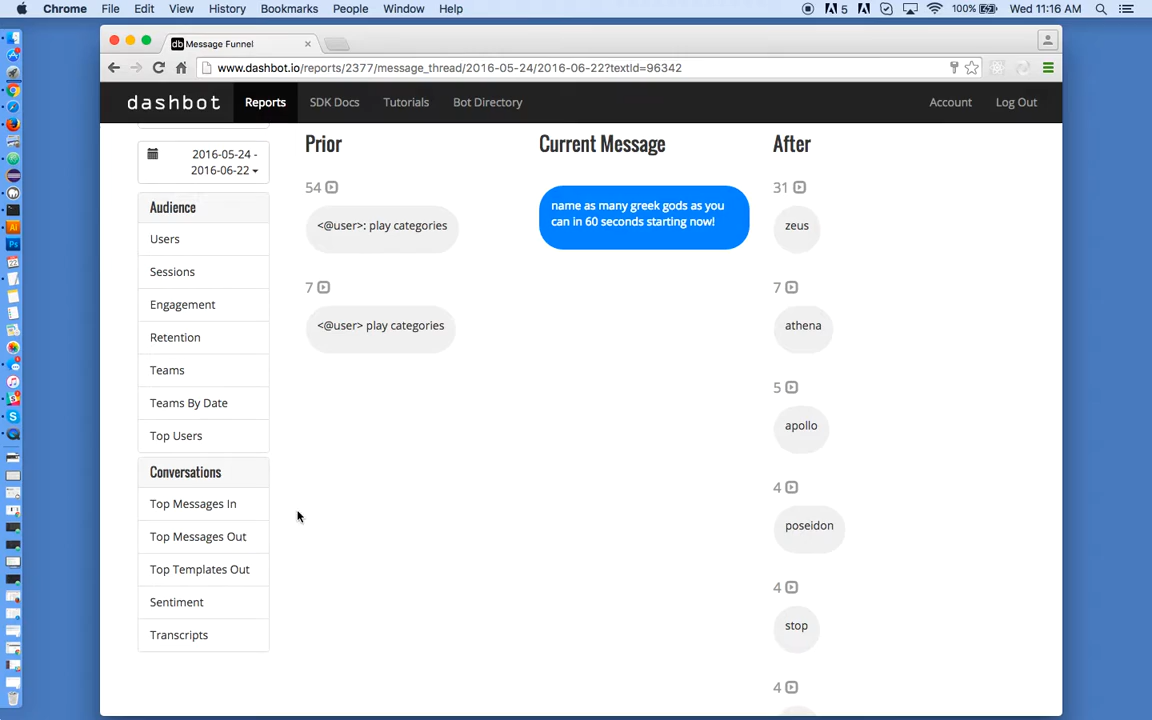 Chrome File Edit View History Bookmarks People Window Help
5 100% Wed 11:16 AM
db Message Funnel
www.dashbot.io/reports/2377/message_thread/2016-05-24/2016-06-22?textId=96342
dashbot Reports SDK Docs Tutorials Bot Directory Account Log Out
2016-05-24 -
2016-06-22
Audience
Users
Sessions
Engagement
Retention
Teams
Teams By Date
Top Users
Conversations
Top Messages In
Top Messages Out
Top Templates Out
Sentiment
Transcripts
Prior
54
<@user>: play categories
7
<@user> play categories
Current Message
name as many greek gods as you
can in 60 seconds starting now!
After
31
zeus
7
athena
5
apollo
4
poseidon
4
stop
4